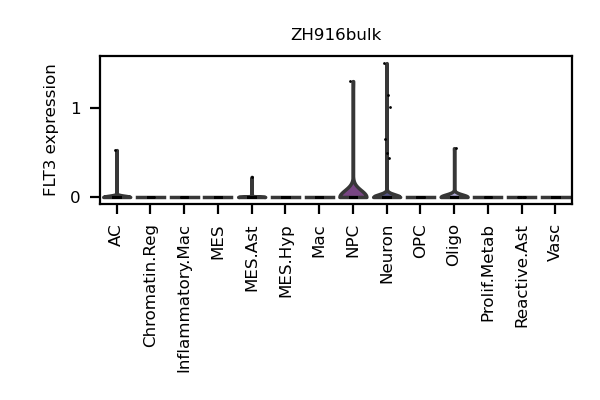 ZH916bulk
FLT3 expression
1
0
AC
Chromatin.Reg
Inflammatory.Mac
MES
MES.Ast
MES.Hyp
Mac
NPC
Neuron
OPC
Oligo
Prolif.Metab
Reactive.Ast
Vasc